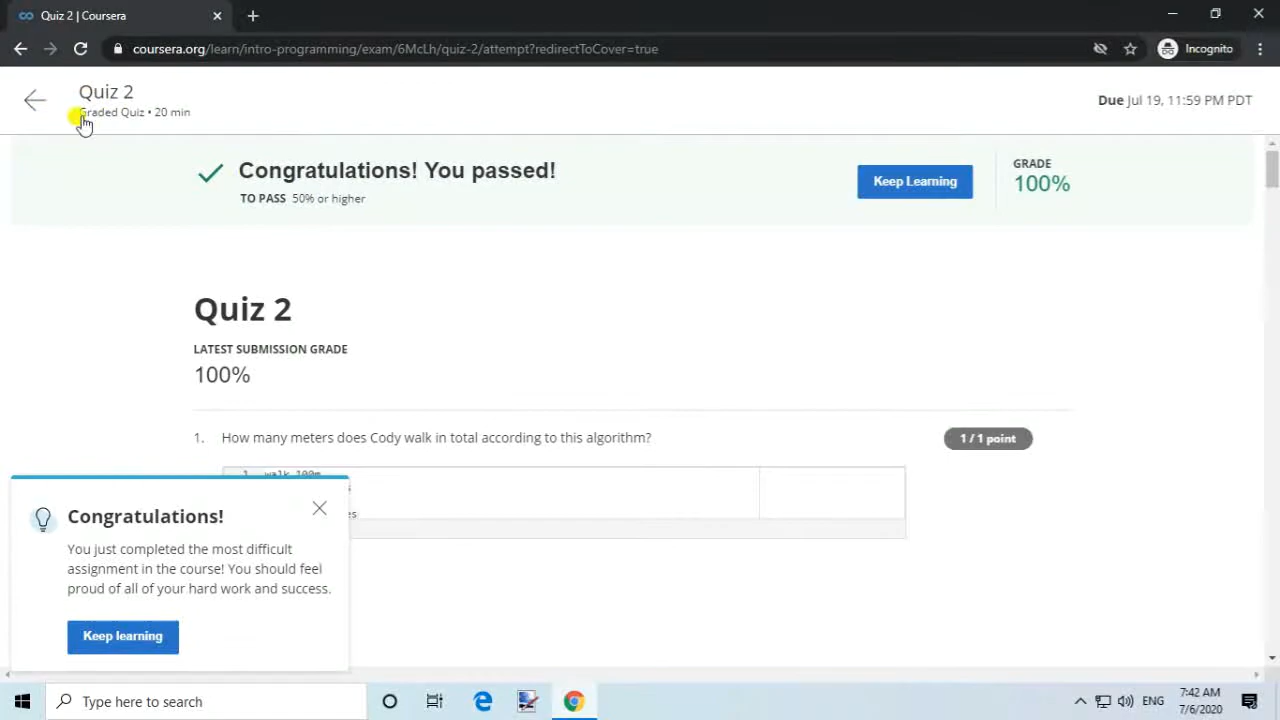 Quiz 2 | Coursera
coursera.org/learn/intro-programming/exam/6McLh/quiz-2/attempt?redirectToCover=true
Incognito
Quiz 2
Graded Quiz • 20 min
Due Jul 19, 11:59 PM PDT
Congratulations! You passed!
TO PASS 50% or higher
Keep Learning
GRADE
100%
Quiz 2
LATEST SUBMISSION GRADE
100%
1. How many meters does Cody walk in total according to this algorithm?
1 / 1 point
1 walk 100m
Congratulations!
You just completed the most difficult
assignment in the course! You should feel
proud of all of your hard work and success.
Keep learning
Type here to search
ENG
7:42 AM
7/6/2020